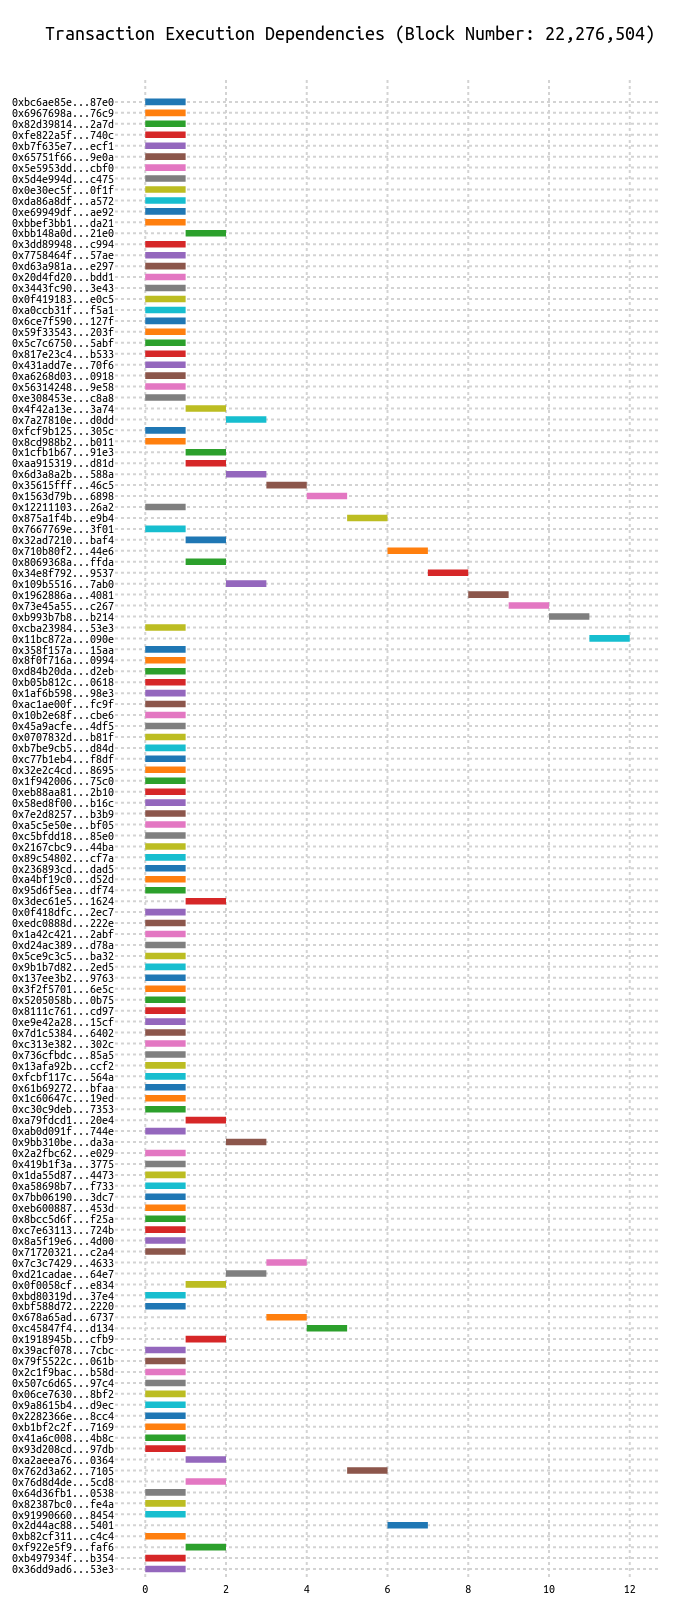 Transaction Execution Dependencies (Block Number: 22,276,504)
0xbc6ae85e...87e0
0x6967698a...76c9
0x82d39814...2a7d
0xfe822a5f...740c
0xb7f635e7...ecf1
0x65751f66...9e0a
0x5e5953dd...cbf0
0x5d4e994d...c475
0x0e30ec5f...0f1f
0xda86a8df...a572
0xe69949df...ae92
0xbbef3bb1...da21
0xbb148a0d...21e0
0x3dd89948...c994
0x7758464f...57ae
0xd63a981a...e297
0x20d4fd20...bdd1
0x3443fc90...3e43
0x0f419183...e0c5
0xa0ccb31f...f5a1
0x6ce7f590...127f
0x59f33543...203f
0x5c7c6750...5abf
0x817e23c4...b533
0x431add7e...70f6
0xa6268d03...0918
0x56314248...9e58
0xe308453e...c8a8
0x4f42a13e...3a74
0x7a27810e...d0dd
0xfcf9b125...305c
0x8cd988b2...b011
0x1cfb1b67...91e3
0xaa915319...d81d
0x6d3a8a2b...588a
0x35615fff...46c5
0x1563d79b...6898
0x12211103...26a2
0x875a1f4b...e9b4
0x7667769e...3f01
0x32ad7210...baf4
0x710b80f2...44e6
0x8069368a...ffda
0x34e8f792...9537
0x109b5516...7ab0
0x1962886a...4081
0x73e45a55...c267
0xb993b7b8...b214
0xcba23984...53e3
0x11bc872a...090e
0x358f157a...15aa
0x8f0f716a...0994
0xd84b20da...d2eb
0xb05b812c...0618
0x1af6b598...98e3
0xac1ae00f...fc9f
0x10b2e68f...cbe6
0x45a9acfe...4df5
0x0707832d...b81f
0xb7be9cb5...d84d
0xc77b1eb4...f8df
0x32e2c4cd...8695
0x1f942006...75c0
0xeb88aa81...2b10
0x58ed8f00...b16c
0x7e2d8257...b3b9
0xa5c5e50e...bf05
0xc5bfdd18...85e0
0x2167cbc9...44ba
0x89c54802...cf7a
0x236893cd...dad5
0xa4bf19c0...d52d
0x95d6f5ea...df74
0x3dec61e5...1624
0x0f418dfc...2ec7
0xedc0888d...222e
0x1a42c421...2abf
0xd24ac389...d78a
0x5ce9c3c5...ba32
0x9b1b7d82...2ed5
0x137ee3b2...9763
0x3f2f5701...6e5c
0x5205058b...0b75
0x8111c761...cd97
0xe9e42a28...15cf
0x7d1c5384...6402
0xc313e382...302c
0x736cfbdc...85a5
0x13afa92b...ccf2
0xfcbf117c...564a
0x61b69272...bfaa
0x1c60647c...19ed
0xc30c9deb...7353
0xa79fdcd1...20e4
0xab0d091f...744e
0x9bb310be...da3a
0x2a2fbc62...e029
0x419b1f3a...3775
0x1da55d87...4473
0xa58698b7...f733
0x7bb06190...3dc7
0xeb600887...453d
0x8bcc5d6f...f25a
0xc7e63113...724b
0x8a5f19e6...4d00
0x71720321...c2a4
0x7c3c7429...4633
0xd21cadae...64e7
0x0f0058cf...e834
0xbd80319d...37e4
0xbf588d72...2220
0x678a65ad...6737
0xc45847f4...d134
0x1918945b...cfb9
0x39acf078...7cbc
0x79f5522c...061b
0x2c1f9bac...b58d
0x507c6d65...97c4
0x06ce7630...8bf2
0x9a8615b4...d9ec
0x2282366e...8cc4
0xb1bf2c2f...7169
0x41a6c008...4b8c
0x93d208cd...97db
0xa2aeea76...0364
0x762d3a62...7105
0x76d8d4de...5cd8
0x64d36fb1...0538
0x82387bc0...fe4a
0x91990660...8454
0x2d44ac88...5401
0xb82cf311...c4c4
0xf922e5f9...faf6
0xb497934f...b354
0x36dd9ad6...53e3
0 2 4 6 8 10 12